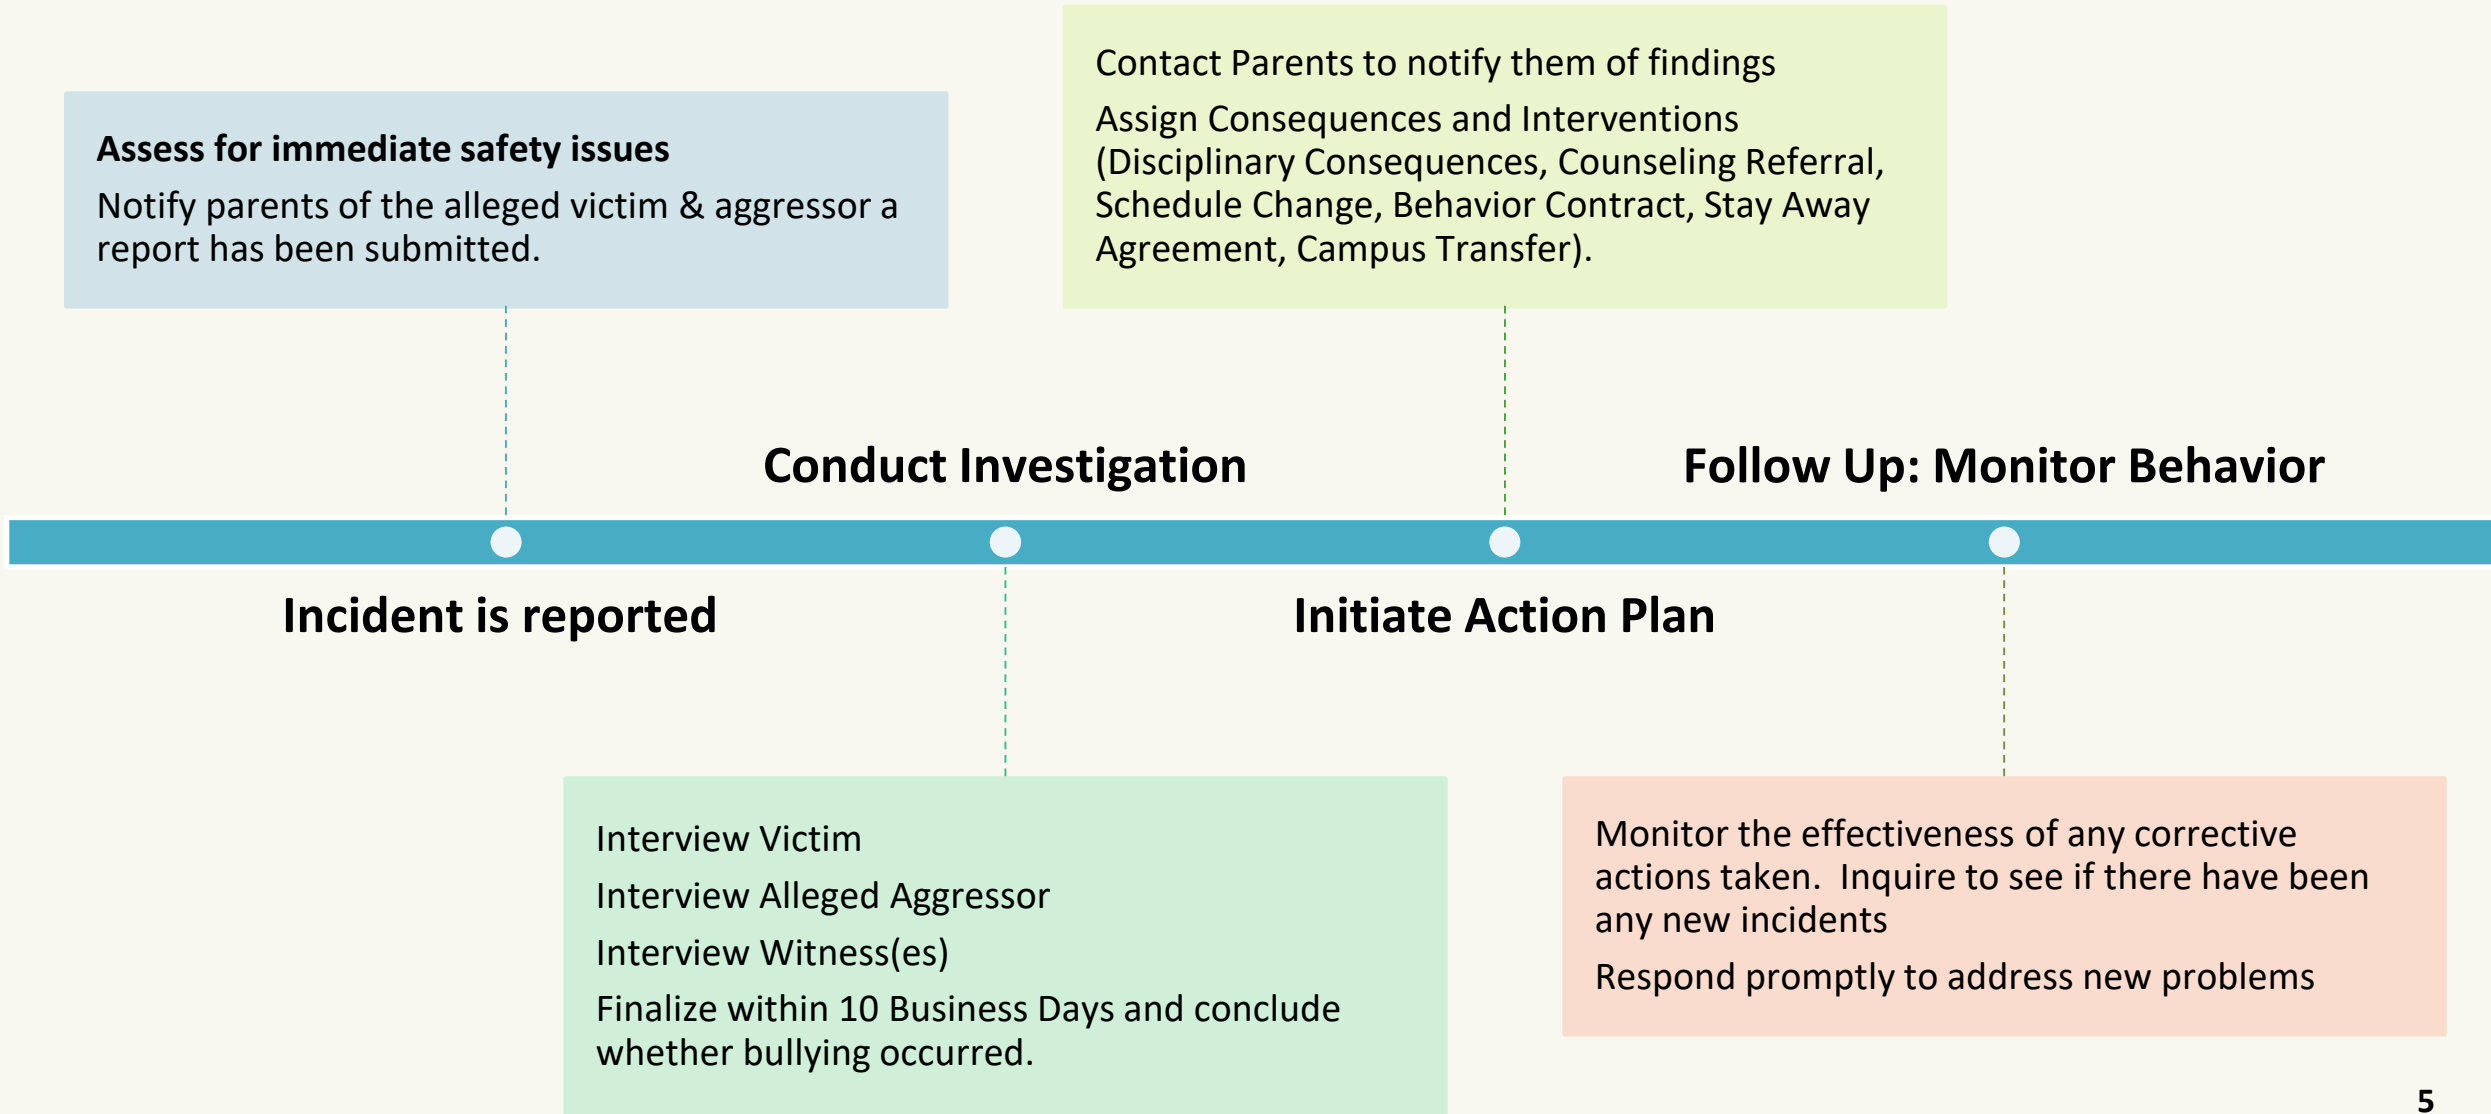 Assess for immediate safety issues
Notify parents of the alleged victim & aggressor a
report has been submitted.
Incident is reported
Conduct Investigation
Interview Victim
Interview Alleged Aggressor
Interview Witness(es)
Finalize within 10 Business Days and conclude
whether bullying occurred.
Contact Parents to notify them of findings
Assign Consequences and Interventions
(Disciplinary Consequences, Counseling Referral,
Schedule Change, Behavior Contract, Stay Away
Agreement, Campus Transfer).
Initiate Action Plan
Follow Up: Monitor Behavior
Monitor the effectiveness of any corrective
actions taken.  Inquire to see if there have been
any new incidents
Respond promptly to address new problems
5